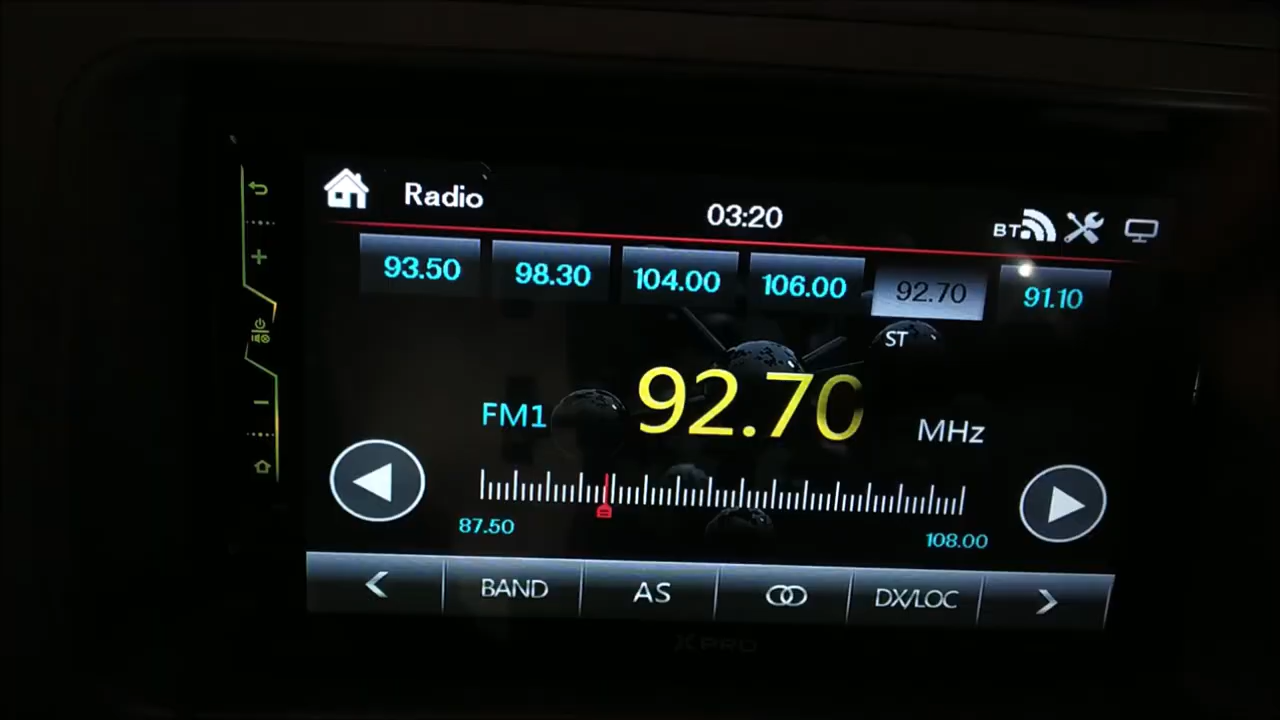 Radio
03:20
BT
93.50 98.30 104.00 106.00 92.70 91.10
ST
FM1 92.70 MHz
87.50 108.00
BAND AS DX/LOC
XPRO